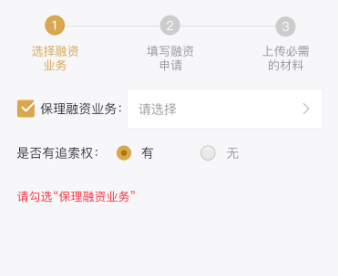 1 2 3
选择融资 填写融资 上传必需
业务 申请 的材料
保理融资业务： 请选择
是否有追索权： 有 无
请勾选“保理融资业务”